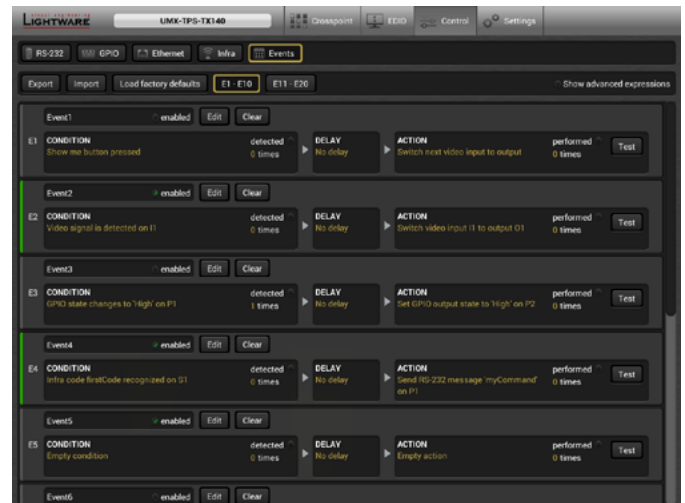 LIGHTWARE
UMX-TPS-TX140
Crosspoint
EDID
Control
Settings
RS-232
GPIO
Ethernet
Infra
Events
Export
Import
Load factory defaults
E1 - E10
E11 - E20
Show advanced expressions
Event1
enabled
Edit
Clear
E1
CONDITION
Show me button pressed
detected
0 times
DELAY
No delay
ACTION
Switch next video input to output
performed
0 times
Test
Event2
enabled
Edit
Clear
E2
CONDITION
Video signal is detected on I1
detected
0 times
DELAY
No delay
ACTION
Switch video input I1 to output O1
performed
0 times
Test
Event3
enabled
Edit
Clear
E3
CONDITION
GPIO state changes to 'High' on P1
detected
1 times
DELAY
No delay
ACTION
Set GPIO output state to 'High' on P2
performed
0 times
Test
Event4
enabled
Edit
Clear
E4
CONDITION
Infra code firstCode recognized on S1
detected
0 times
DELAY
No delay
ACTION
Send RS-232 message 'myCommand'
on P1
performed
0 times
Test
Event5
enabled
Edit
Clear
E5
CONDITION
Empty condition
detected
0 times
DELAY
No delay
ACTION
Empty action
performed
0 times
Test
Event6
enabled
Edit
Clear